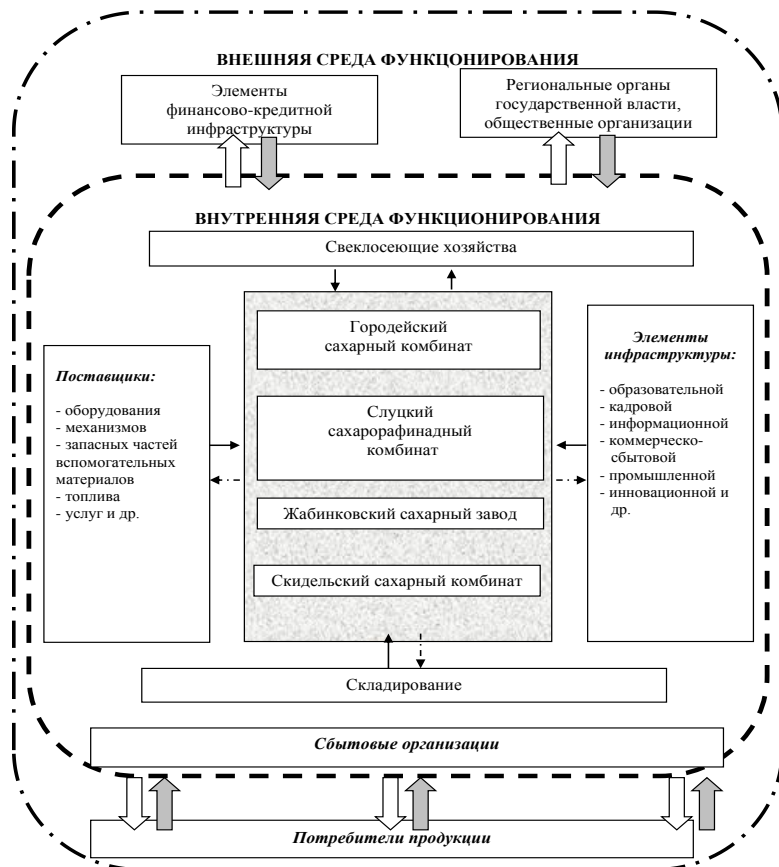 ВНЕШНЯЯ СРЕДА ФУНКЦОНИРОВАНИЯ
Элементы
финансово-кредитной
инфраструктуры
Региональные органы
государственной власти,
общественные организации
ВНУТРЕННЯЯ СРЕДА ФУНКЦИОНИРОВАНИЯ
Свеклосеющие хозяйства
Поставщики:
- оборудования
- механизмов
- запасных частей
вспомогательных
материалов
- топлива
- услуг и др.
Городейский
сахарный комбинат
Слуцкий
сахарорафинадный
комбинат
Жабинковский сахарный завод
Скидельский сахарный комбинат
Элементы
инфраструктуры:
- образовательной
- кадровой
- информационной
- коммерческо-
сбытовой
- промышленной
- инновационной и
др.
Складирование
Сбытовые организации
Потребители продукции